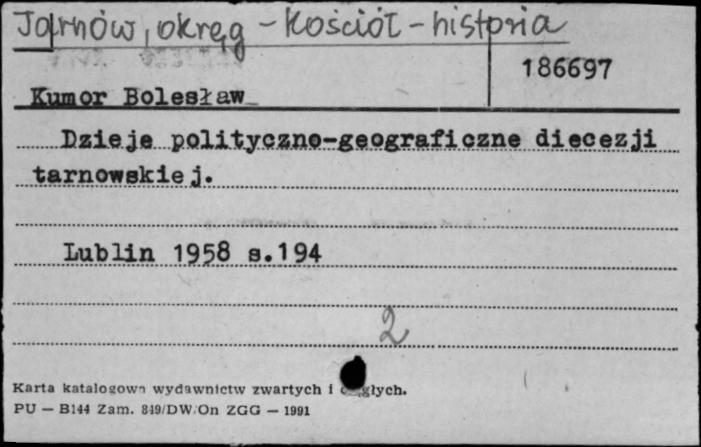 Tarnów, okręg - Kościół - historia
186697
Kumor Bolesław
Dzieje polityczno-geograficzne diecezji
tarnowskiej.
Lublin 1958 s.194
2
Karta katalogowa wydawnictw zwartych i ciągłych.
PU — B144 Zam. 849/DW/On ZGG — 1991